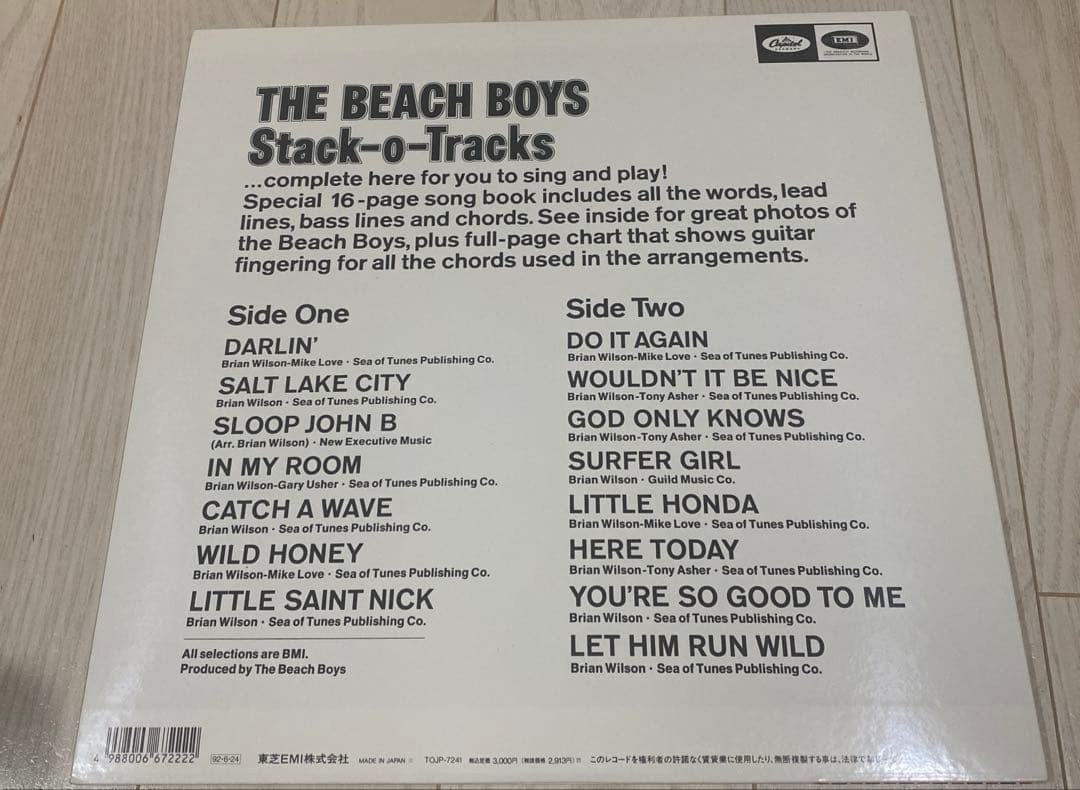 Capitol
RECORDS
EMI
THE BEACH BOYS
Stack-o-Tracks
...complete here for you to sing and play!
Special 16-page song book includes all the words, lead
lines, bass lines and chords. See inside for great photos of
the Beach Boys, plus full-page chart that shows guitar
fingering for all the chords used in the arrangements.
Side One
DARLIN'
Brian Wilson-Mike Love · Sea of Tunes Publishing Co.
SALT LAKE CITY
Brian Wilson · Sea of Tunes Publishing Co.
SLOOP JOHN B
(Arr. Brian Wilson) · New Executive Music
IN MY ROOM
Brian Wilson-Gary Usher · Sea of Tunes Publishing Co.
CATCH A WAVE
Brian Wilson · Sea of Tunes Publishing Co.
WILD HONEY
Brian Wilson-Mike Love · Sea of Tunes Publishing Co.
LITTLE SAINT NICK
Brian Wilson · Sea of Tunes Publishing Co.
All selections are BMI.
Produced by The Beach Boys
Side Two
DO IT AGAIN
Brian Wilson-Mike Love · Sea of Tunes Publishing Co.
WOULDN'T IT BE NICE
Brian Wilson-Tony Asher · Sea of Tunes Publishing Co.
GOD ONLY KNOWS
Brian Wilson-Tony Asher · Sea of Tunes Publishing Co.
SURFER GIRL
Brian Wilson · Guild Music Co.
LITTLE HONDA
Brian Wilson-Mike Love · Sea of Tunes Publishing Co.
HERE TODAY
Brian Wilson-Tony Asher · Sea of Tunes Publishing Co.
YOU'RE SO GOOD TO ME
Brian Wilson · Sea of Tunes Publishing Co.
LET HIM RUN WILD
Brian Wilson · Sea of Tunes Publishing Co.
4 988006 672222 92-6-24 東芝EMI株式会社 MADE IN JAPAN TOJP-7241 税込定価 3,000円 (税抜価格 2,913円) このレコードを権利者の許諾なく賃貸業に使用したり、無断複製する事は、法律で